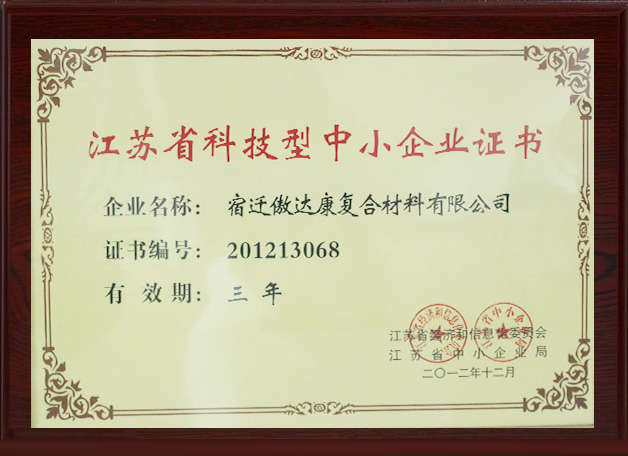 江苏省科技型中小企业证书
企业名称： 宿迁傲达康复合材料有限公司
证书编号： 201213068
有效期： 三年
江苏省经济和信息化委员会
江苏省中小企业局
二〇一二年十二月